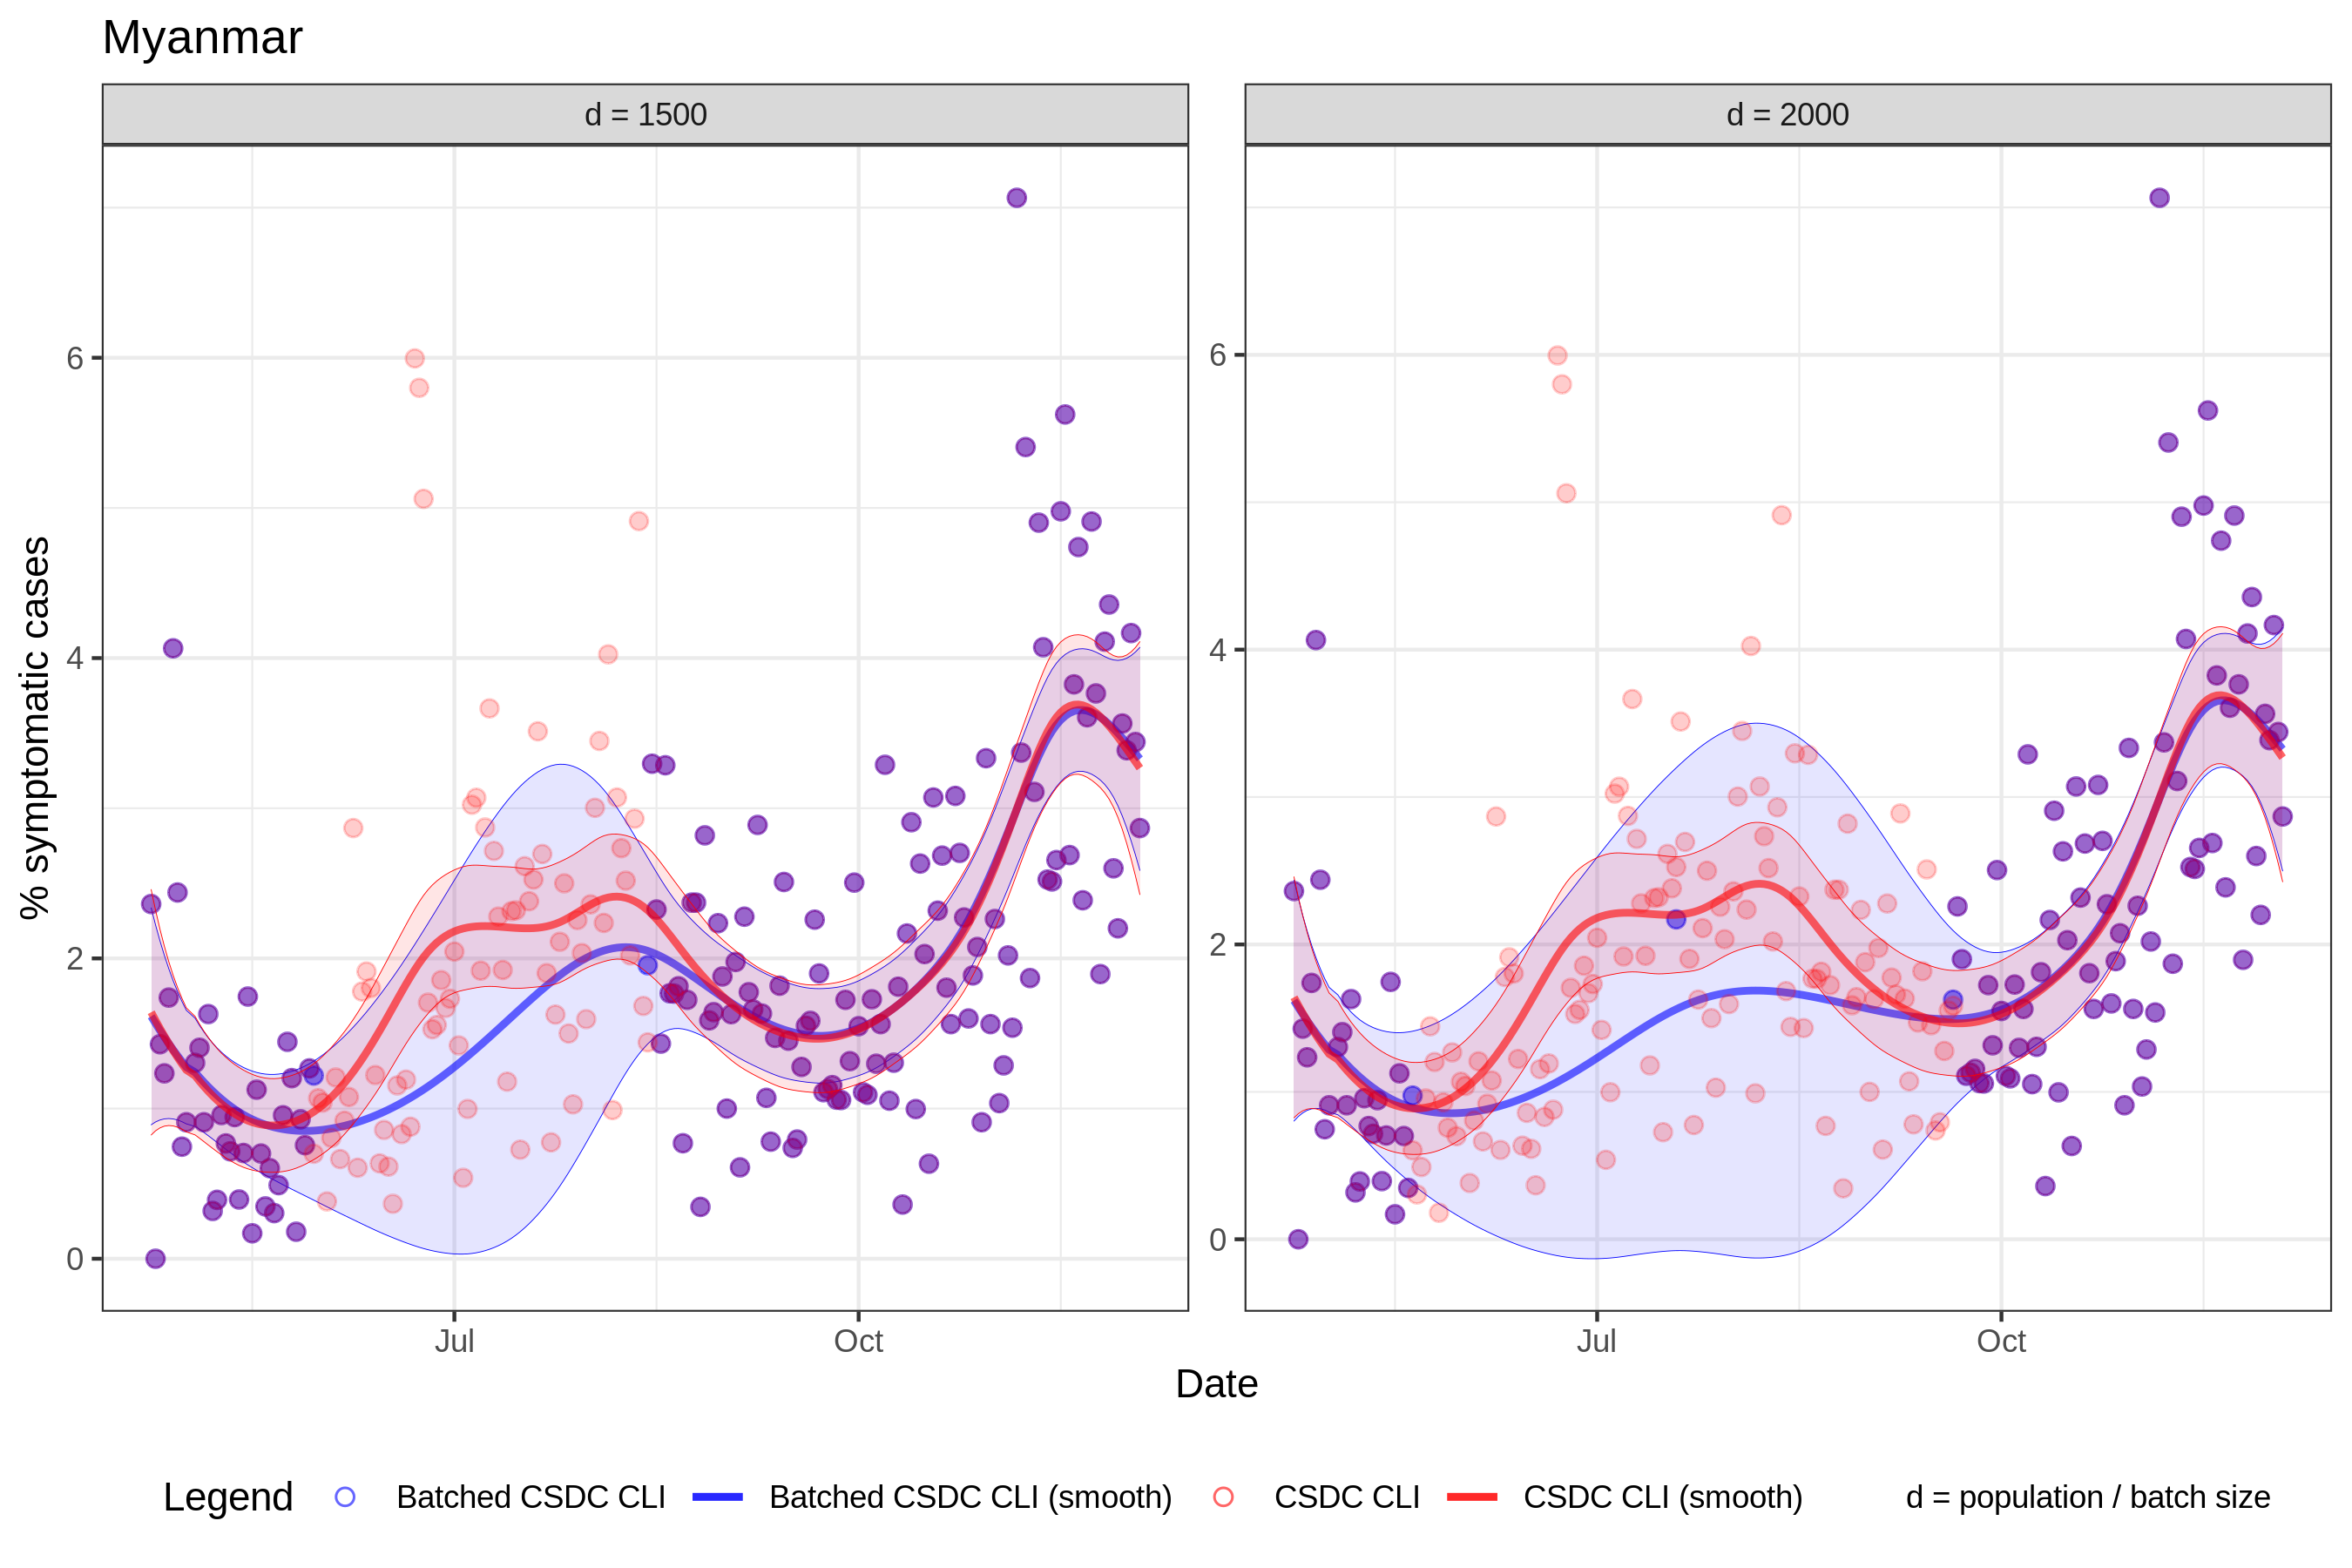 Myanmar
d = 1500
d = 2000
% symptomatic cases
6
4
2
0
6
4
2
0
Jul
Oct
Jul
Oct
Date
Legend
Batched CSDC CLI
Batched CSDC CLI (smooth)
CSDC CLI
CSDC CLI (smooth)
d = population / batch size